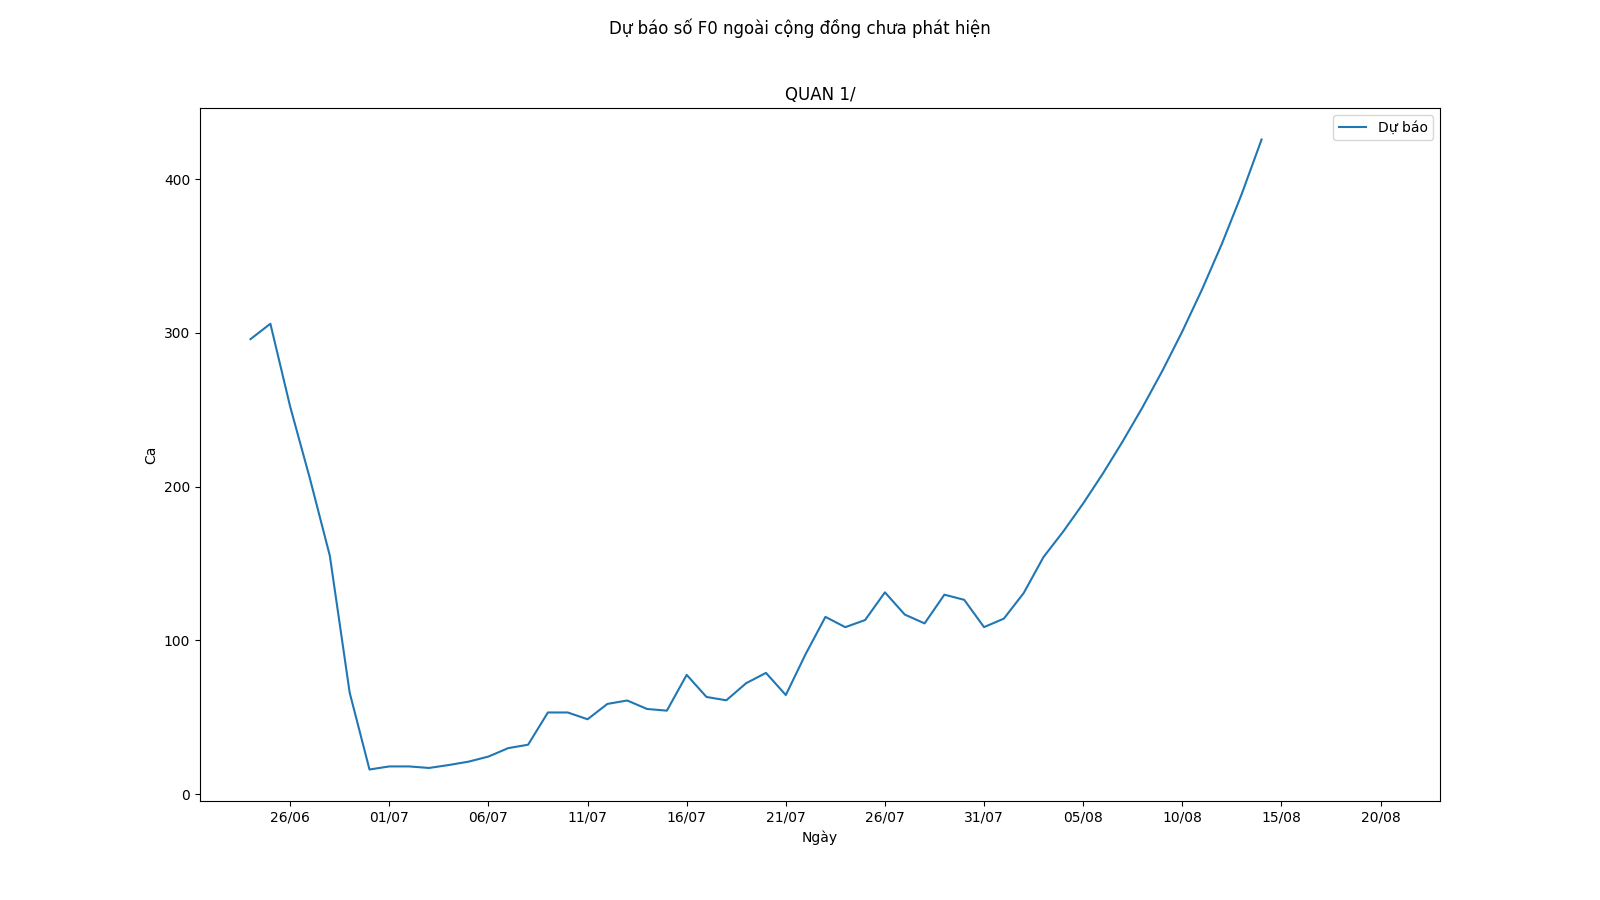 Dự báo số F0 ngoài cộng đồng chưa phát hiện
QUAN 1/
Dự báo
400
300
200
100
0
Ca
26/06 01/07 06/07 11/07 16/07 21/07 26/07 31/07 05/08 10/08 15/08 20/08
Ngày